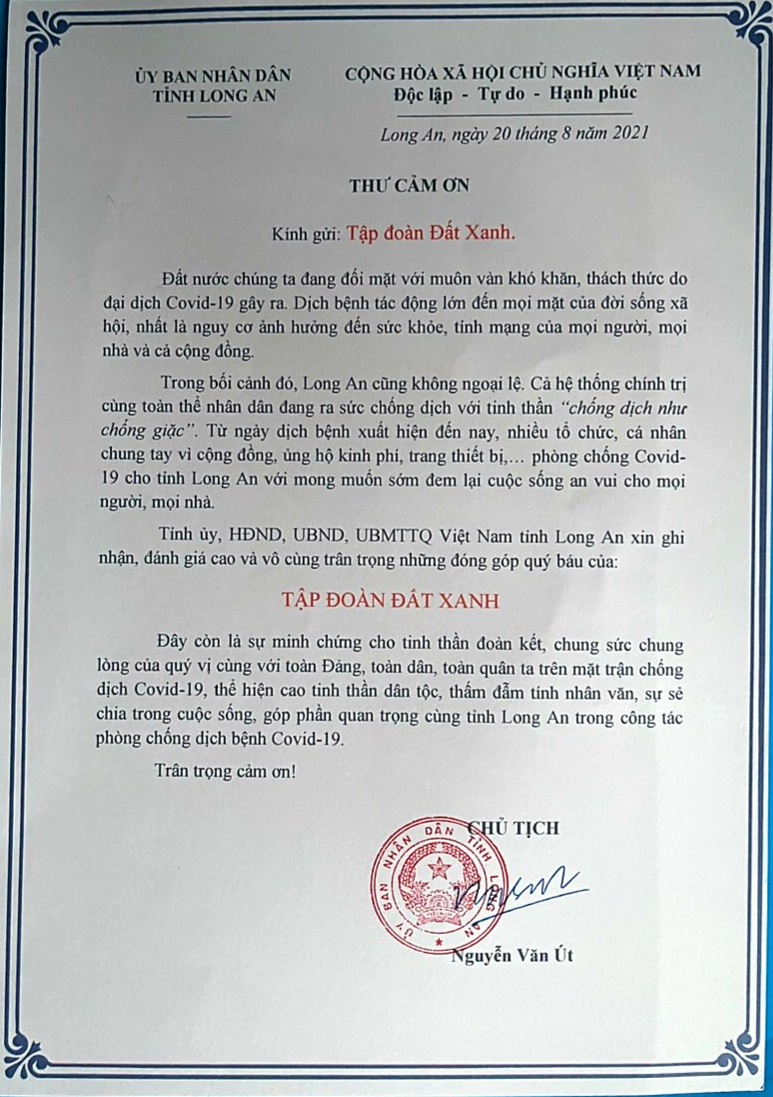 ỦY BAN NHÂN DÂN
TỈNH LONG AN
CỘNG HÒA XÃ HỘI CHỦ NGHĨA VIỆT NAM
Độc lập - Tự do - Hạnh phúc
Long An, ngày 20 tháng 8 năm 2021
THƯ CẢM ƠN
Kính gửi: Tập đoàn Đất Xanh.
Đất nước chúng ta đang đối mặt với muôn vàn khó khăn, thách thức do
đại dịch Covid-19 gây ra. Dịch bệnh tác động lớn đến mọi mặt của đời sống xã
hội, nhất là nguy cơ ảnh hưởng đến sức khỏe, tính mạng của mọi người, mọi
nhà và cả cộng đồng.
Trong bối cảnh đó, Long An cũng không ngoại lệ. Cả hệ thống chính trị
cùng toàn thể nhân dân đang ra sức chống dịch với tinh thần “chống dịch như
chống giặc”. Từ ngày dịch bệnh xuất hiện đến nay, nhiều tổ chức, cá nhân
chung tay vì cộng đồng, ủng hộ kinh phí, trang thiết bị,… phòng chống Covid-
19 cho tỉnh Long An với mong muốn sớm đem lại cuộc sống an vui cho mọi
người, mọi nhà.
Tỉnh ủy, HĐND, UBND, UBMTTQ Việt Nam tỉnh Long An xin ghi
nhận, đánh giá cao và vô cùng trân trọng những đóng góp quý báu của:
TẬP ĐOÀN ĐẤT XANH
Đây còn là sự minh chứng cho tinh thần đoàn kết, chung sức chung
lòng của quý vị cùng với toàn Đảng, toàn dân, toàn quân ta trên mặt trận chống
dịch Covid-19, thể hiện cao tinh thần dân tộc, thấm đẫm tính nhân văn, sự sẻ
chia trong cuộc sống, góp phần quan trọng cùng tỉnh Long An trong công tác
phòng chống dịch bệnh Covid-19.
Trân trọng cảm ơn!
CHỦ TỊCH
ỦY BAN NHÂN DÂN TỈNH LONG AN
Nguyễn Văn Út